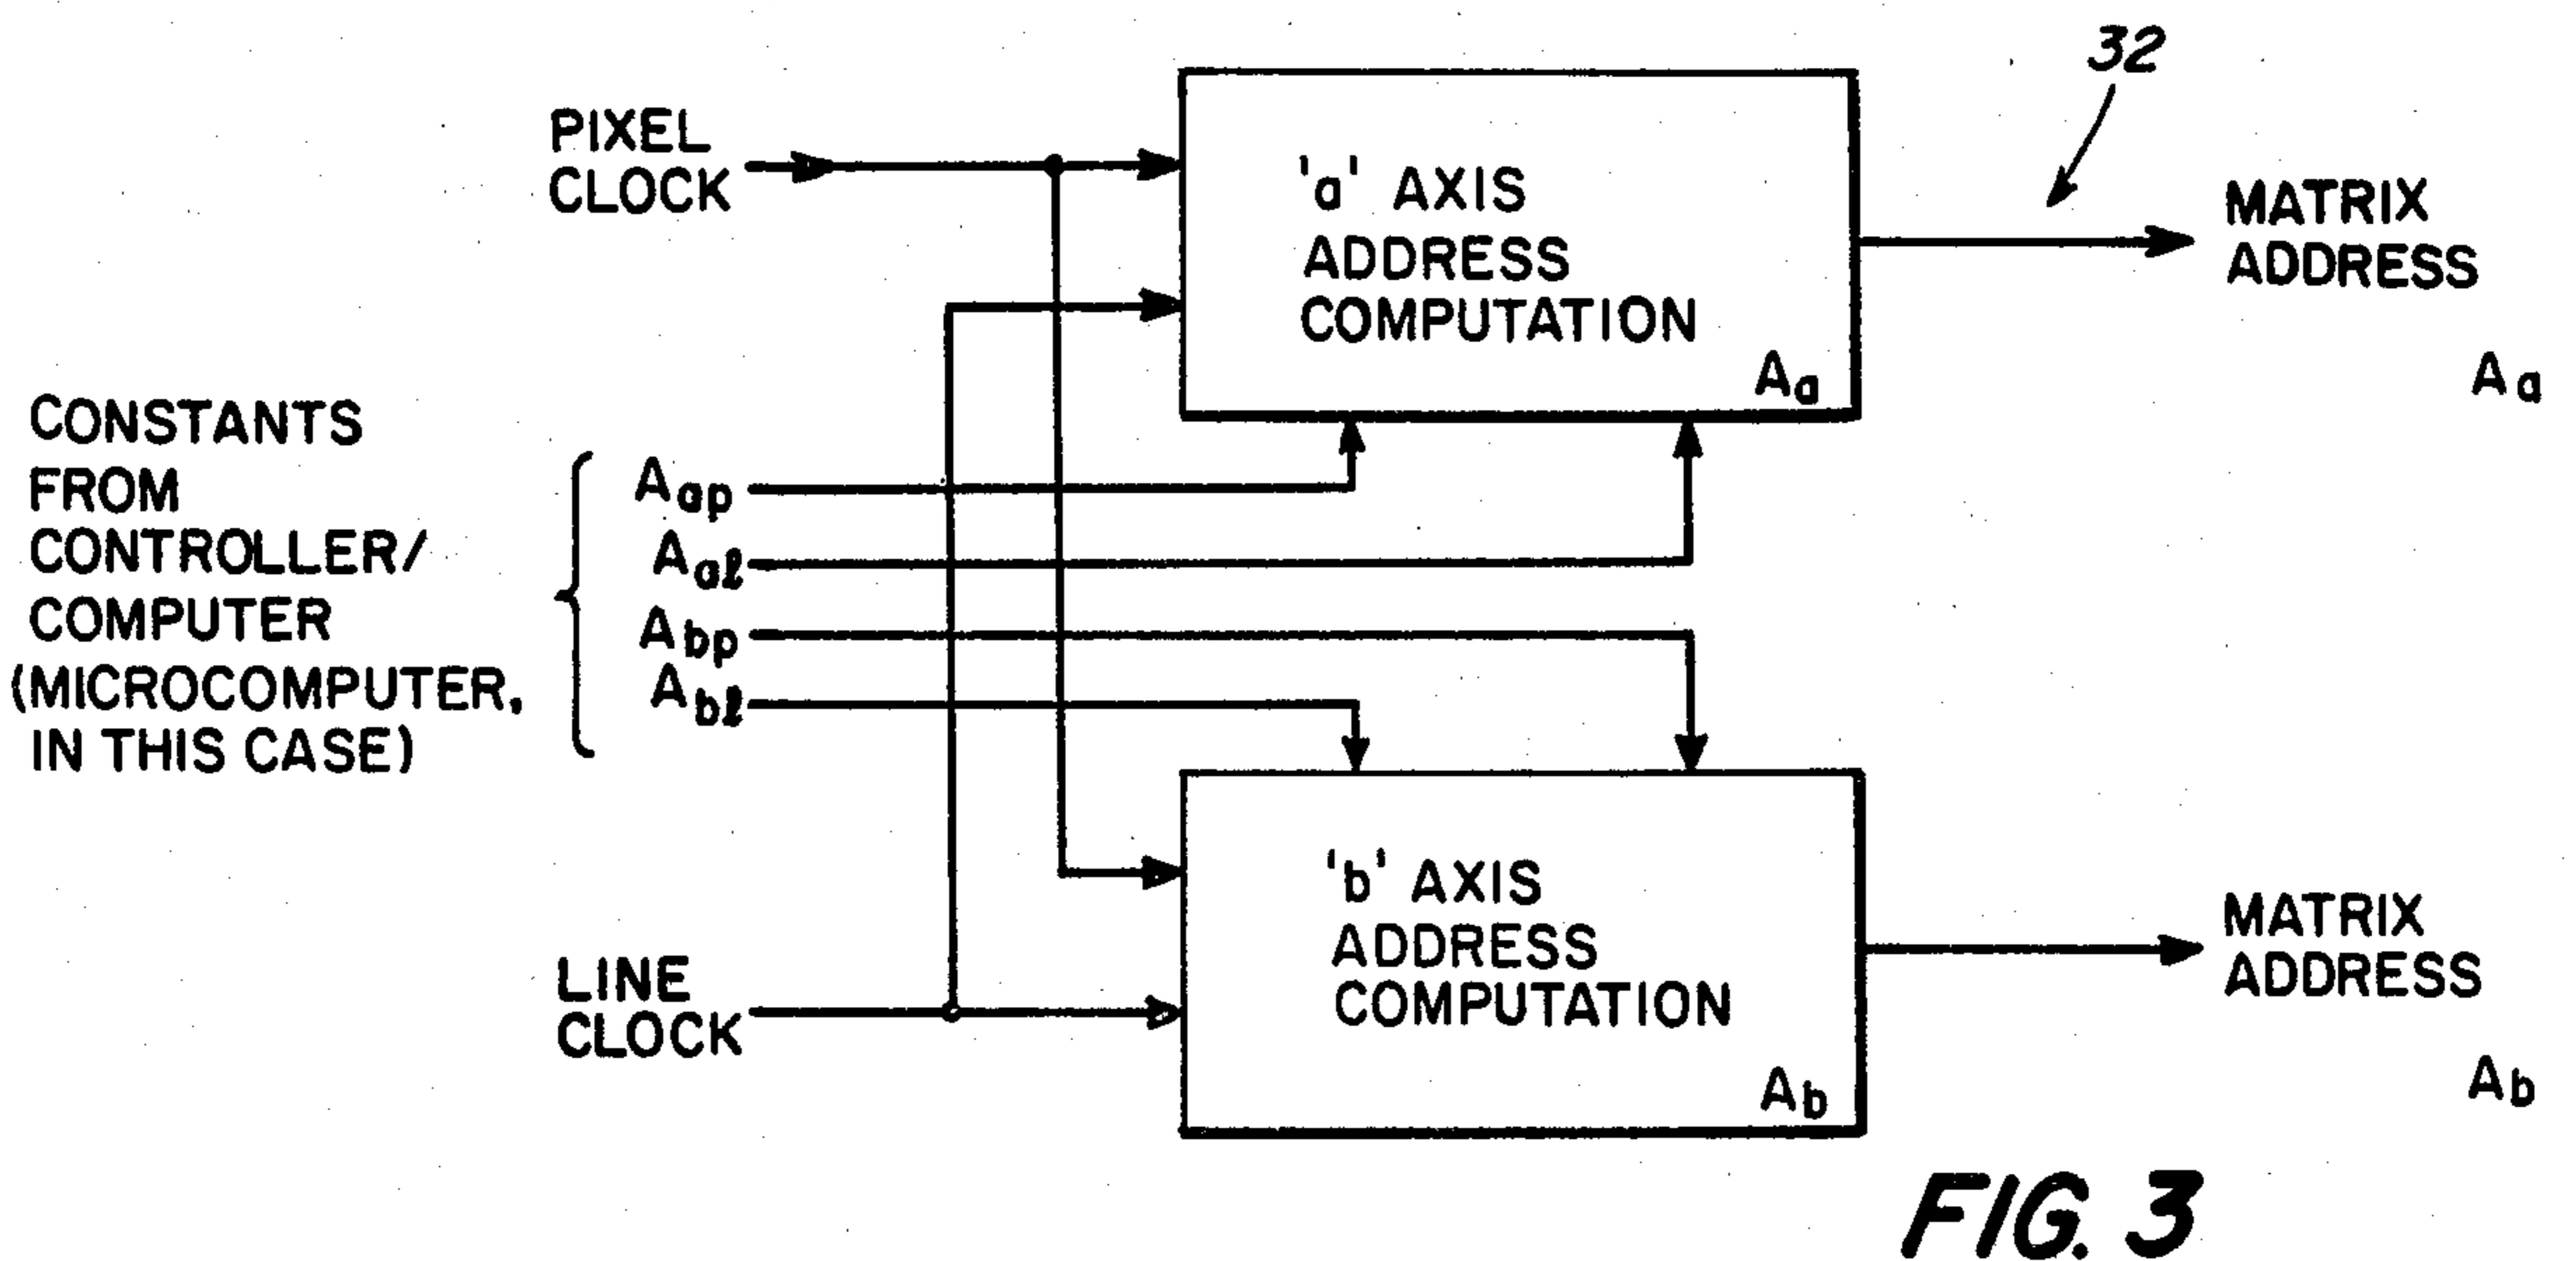 32
PIXEL
CLOCK
'a' AXIS
ADDRESS
COMPUTATION
Aa
MATRIX
ADDRESS
Aa
CONSTANTS
FROM
CONTROLLER/
COMPUTER
(MICROCOMPUTER,
IN THIS CASE)
Aap
Aaℓ
Abp
Abℓ
LINE
CLOCK
'b' AXIS
ADDRESS
COMPUTATION
Ab
MATRIX
ADDRESS
Ab
FIG. 3